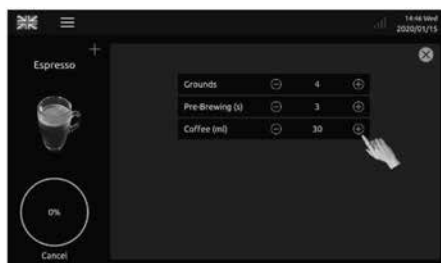 14:46 Wed
2020/01/15
Espresso
Grounds 4
Pre-Brewing (s) 3
Coffee (ml) 30
0%
Cancel